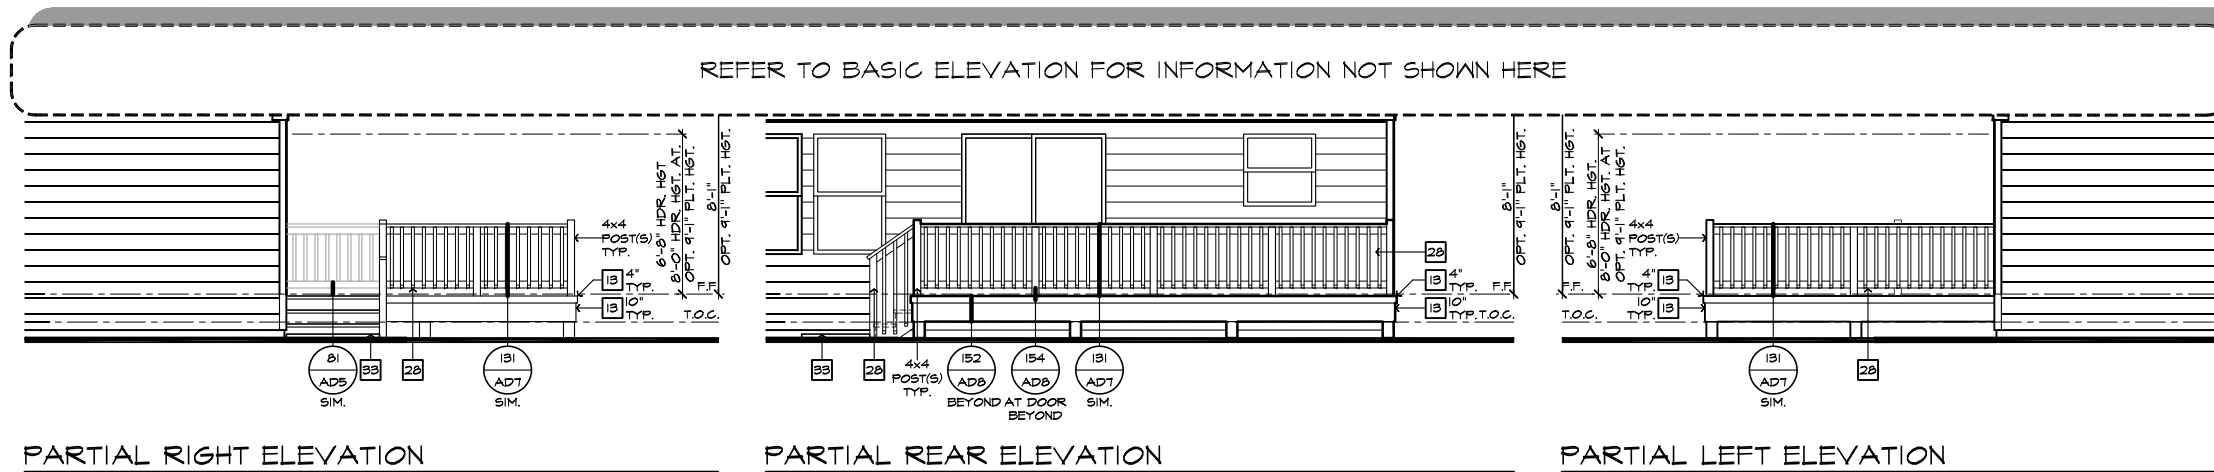 REFER TO BASIC ELEVATION FOR INFORMATION NOT SHOWN HERE
6'-8" HDR. HGT
8'-0" HDR. HGT. AT.
OPT. 9'-1" PLT. HGT.
8'-1"
OPT. 9'-1" PLT. HGT.
4x4
POST(S)
TYP.
13 4"
TYP.
13 10"
TYP.
F.F.
T.O.C.
81
AD5
SIM.
33
28
131
AD7
SIM.
PARTIAL RIGHT ELEVATION
8'-1"
OPT. 9'-1" PLT. HGT.
28
13 4"
TYP.
F.F.
13 10"
TYP.
T.O.C.
33
28
4x4
POST(S)
TYP.
152
AD8
BEYOND
154
AD8
AT DOOR
BEYOND
131
AD7
SIM.
PARTIAL REAR ELEVATION
8'-1"
OPT. 9'-1" PLT. HGT.
6'-8" HDR. HGT.
8'-0" HDR. HGT. AT
OPT. 9'-1" PLT. HGT.
4x4
POST(S)
TYP.
4" 13
TYP.
F.F.
10" 13
TYP.
T.O.C.
131
AD7
SIM.
28
PARTIAL LEFT ELEVATION